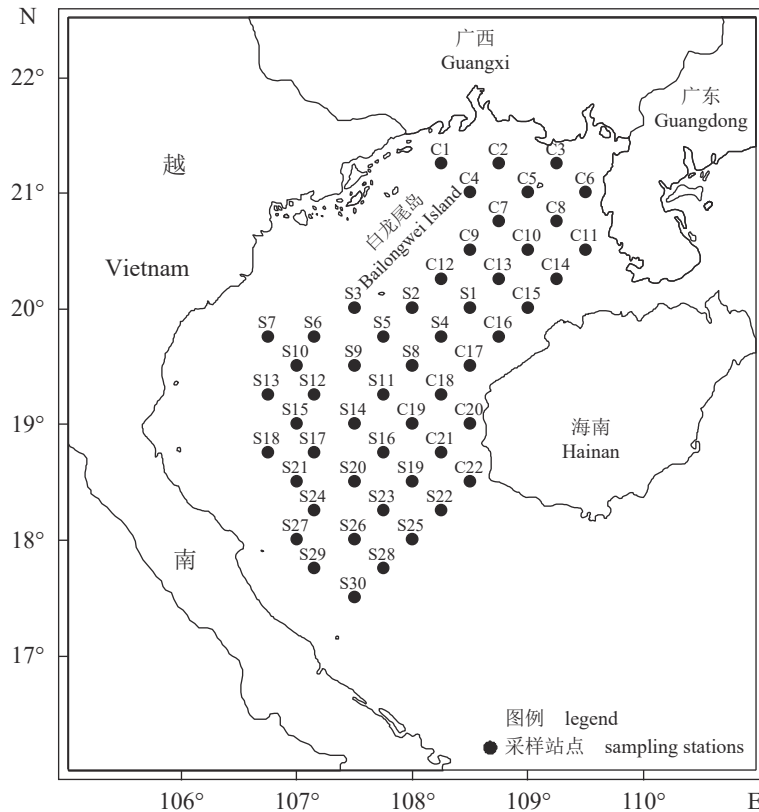 N
广西
Guangxi
22°
广东
Guangdong
越
C1 C2 C3
21°
C4 C5 C6
C7 C8
白龙尾岛
Bailongwei Island
C9 C10 C11
Vietnam
C12 C13 C14
20°
S3 S2 S1 C15
S7 S6 S5 S4 C16
S10 S9 S8 C17
S13 S12 S11 C18
19°
S15 S14 C19 C20
海南
Hainan
S18 S17 S16 C21
S21 S20 S19 C22
S24 S23 S22
18°
S27 S26 S25
南
S29 S28
S30
17°
图例 legend
采样站点 sampling stations
106° 107° 108° 109° 110° E